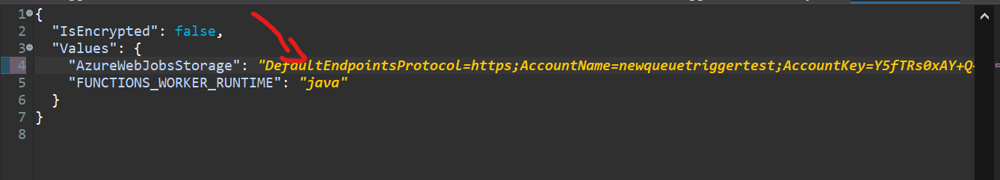 1 {
2 "IsEncrypted": false,
3 "Values": {
4 "AzureWebJobsStorage": "DefaultEndpointsProtocol=https;AccountName=newqueuetriggertest;AccountKey=Y5fTRs0xAY+Q
5 "FUNCTIONS_WORKER_RUNTIME": "java"
6 }
7 }
8